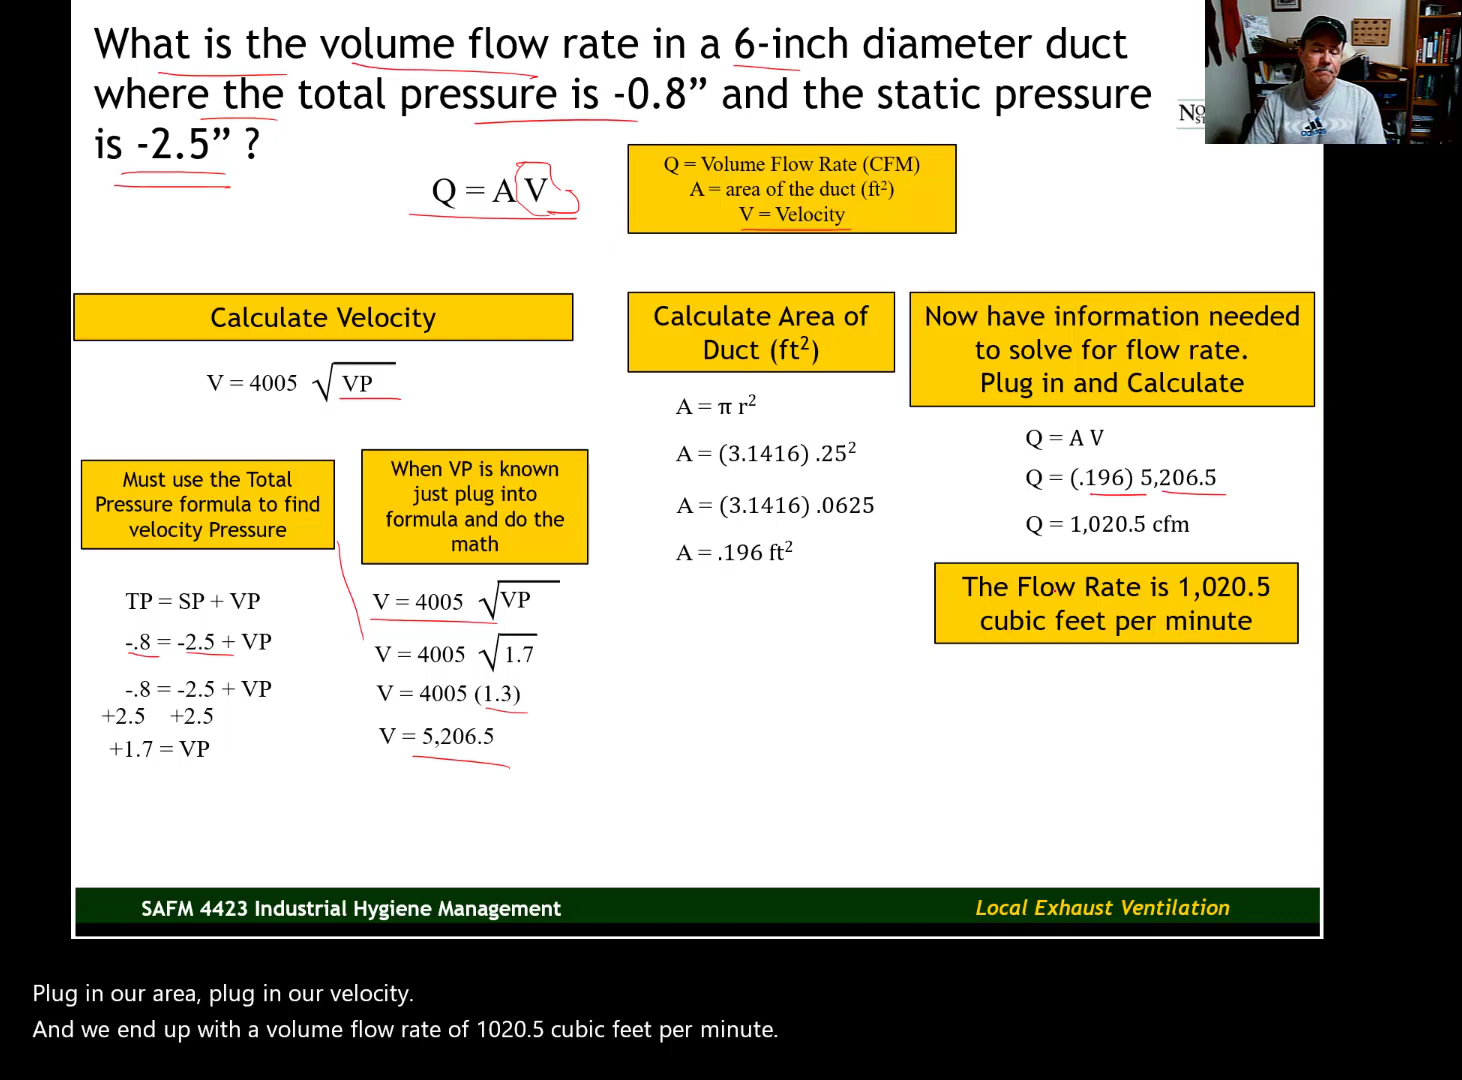 What is the volume flow rate in a 6-inch diameter duct
where the total pressure is -0.8” and the static pressure
is -2.5” ?
Q = A V
Q = Volume Flow Rate (CFM)
A = area of the duct (ft²)
V = Velocity
Calculate Velocity
V = 4005 √VP
Must use the Total
Pressure formula to find
velocity Pressure
TP = SP + VP
-.8 = -2.5 + VP
-.8 = -2.5 + VP
+2.5 +2.5
+1.7 = VP
When VP is known
just plug into
formula and do the
math
V = 4005 √VP
V = 4005 √1.7
V = 4005 (1.3)
V = 5,206.5
Calculate Area of
Duct (ft²)
A = π r²
A = (3.1416) .25²
A = (3.1416) .0625
A = .196 ft²
Now have information needed
to solve for flow rate.
Plug in and Calculate
Q = A V
Q = (.196) 5,206.5
Q = 1,020.5 cfm
The Flow Rate is 1,020.5
cubic feet per minute
SAFM 4423 Industrial Hygiene Management
Local Exhaust Ventilation
Plug in our area, plug in our velocity.
And we end up with a volume flow rate of 1020.5 cubic feet per minute.